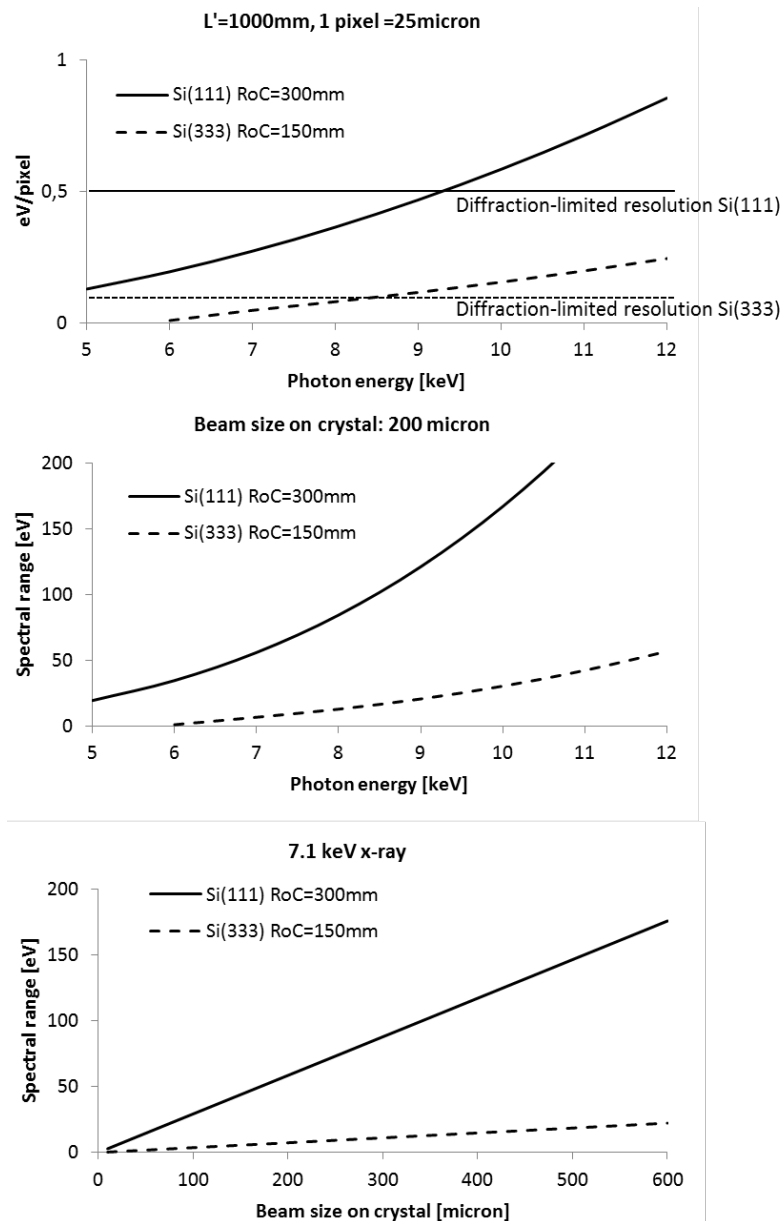 L'=1000mm, 1 pixel =25micron
1
Si(111) RoC=300mm
Si(333) RoC=150mm
eV/pixel
0,5
Diffraction-limited resolution Si(111)
Diffraction-limited resolution Si(333)
0
5 6 7 8 9 10 11 12
Photon energy [keV]
Beam size on crystal: 200 micron
200
Si(111) RoC=300mm
Si(333) RoC=150mm
150
Spectral range [eV]
100
50
0
5 6 7 8 9 10 11 12
Photon energy [keV]
7.1 keV x-ray
200
Si(111) RoC=300mm
Si(333) RoC=150mm
150
Spectral range [eV]
100
50
0
0 100 200 300 400 500 600
Beam size on crystal [micron]